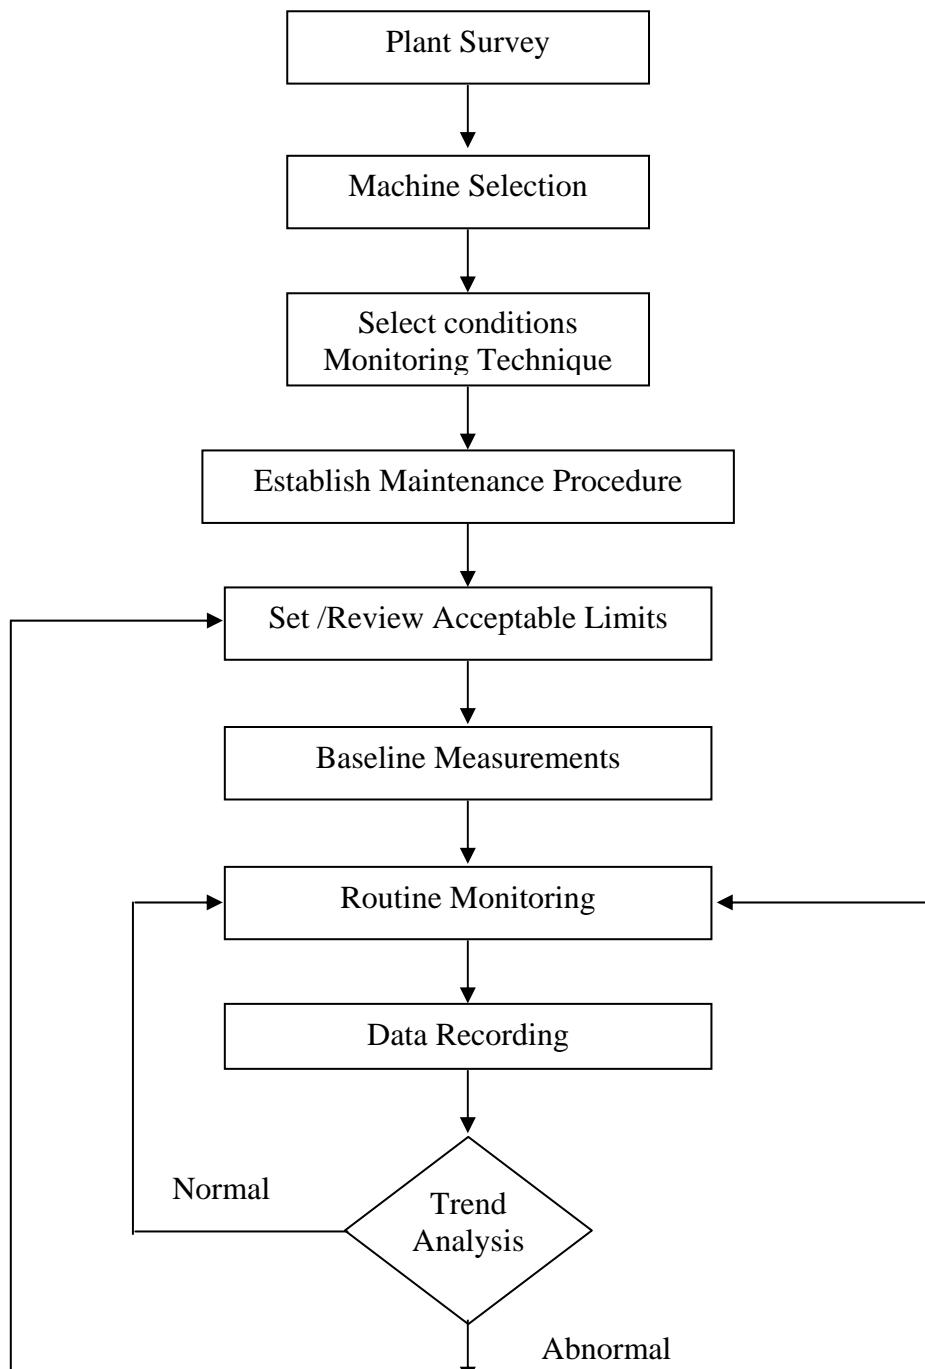 Plant Survey
Machine Selection
Select conditions
Monitoring Technique
Establish Maintenance Procedure
Set /Review Acceptable Limits
Baseline Measurements
Routine Monitoring
Data Recording
Normal
Trend
Analysis
Abnormal